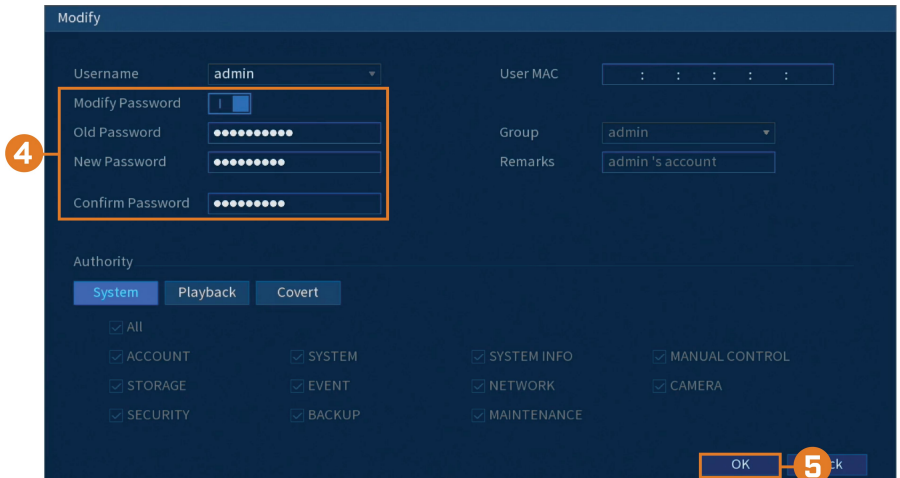 Modify
Username admin User MAC : : : : :
Modify Password
4
Old Password ●●●●●●●●●● Group admin
New Password ●●●●●●●●● Remarks admin 's account
Confirm Password ●●●●●●●●●
Authority
System Playback Covert
All
ACCOUNT SYSTEM SYSTEM INFO MANUAL CONTROL
STORAGE EVENT NETWORK CAMERA
SECURITY BACKUP MAINTENANCE
OK 5 ck